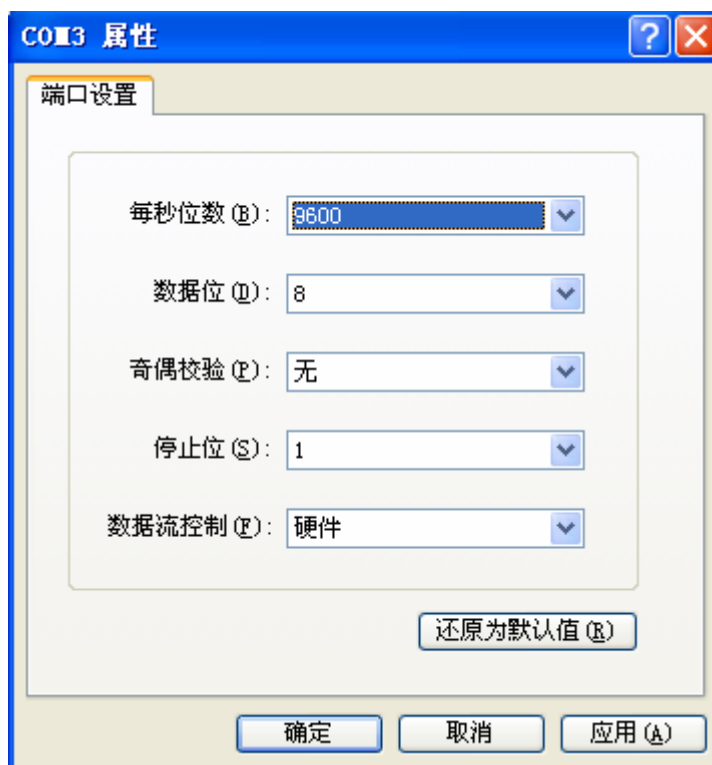 COM3 属性
端口设置
每秒位数(B): 9600
数据位(D): 8
奇偶校验(P): 无
停止位(S): 1
数据流控制(F): 硬件
还原为默认值(R)
确定 取消 应用(A)